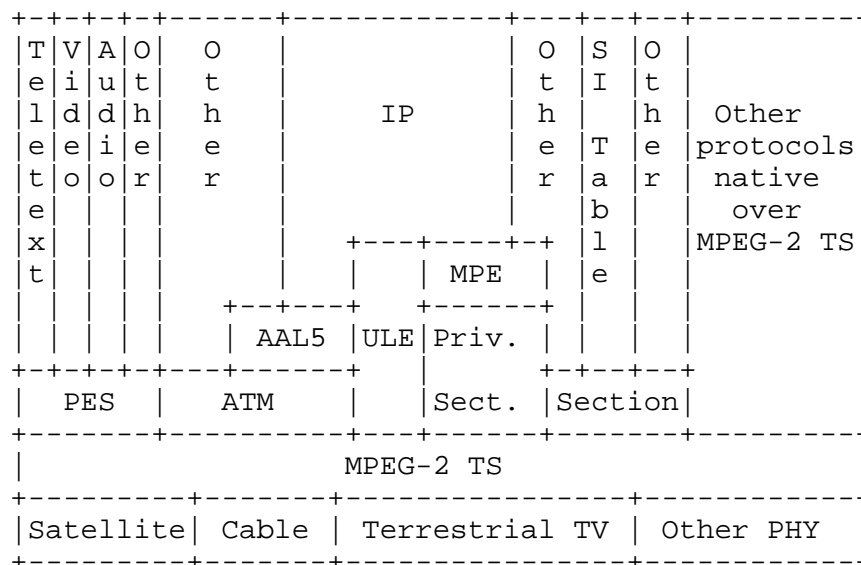 +-+-+-+-+------+------------+---+--+--+---------
|T|V|A|O|  O   |            | O |S |O |
|e|i|u|t|  t   |            | t |I |t |
|l|d|d|h|  h   |     IP     | h |  |h | Other
|e|e|i|e|  e   |            | e |T |e |protocols
|t|o|o|r|  r   |            | r |a |r | native
|e| | | |      |            |   |b |  |  over
|x| | | |      |   +---+----+-+ |l |  |MPEG-2 TS
|t| | | |      |   |   | MPE  | |e |  |
| | | | |   +--+---+   +------+ |  |  |
| | | | |   | AAL5 |ULE|Priv. | |  |  |
+-+-+-+-+---+------+   |      +-+--+--+
|  PES  |   ATM    |   |Sect. |Section|
+-------+----------+---+------+-------+---------
|                  MPEG-2 TS
+---------+-------+----------------+------------
|Satellite| Cable | Terrestrial TV | Other PHY
+---------+-------+----------------+------------